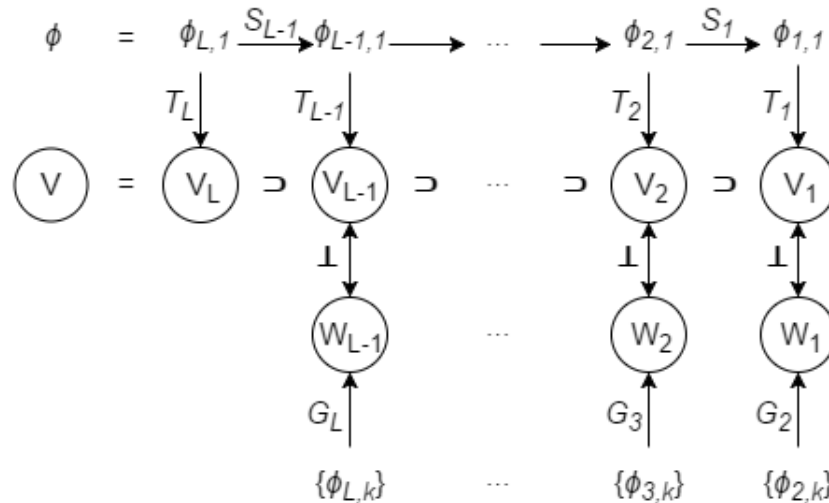 ϕ = ϕ_{L,1} S_{L-1} ϕ_{L-1,1} ... ϕ_{2,1} S_1 ϕ_{1,1}
T_L T_{L-1} T_2 T_1
V = V_L ⊃ V_{L-1} ⊃ ... ⊃ V_2 ⊃ V_1
⊥ ⊥ ⊥
W_{L-1} ... W_2 W_1
G_L G_3 G_2
{ϕ_{L,k}} ... {ϕ_{3,k}} {ϕ_{2,k}}